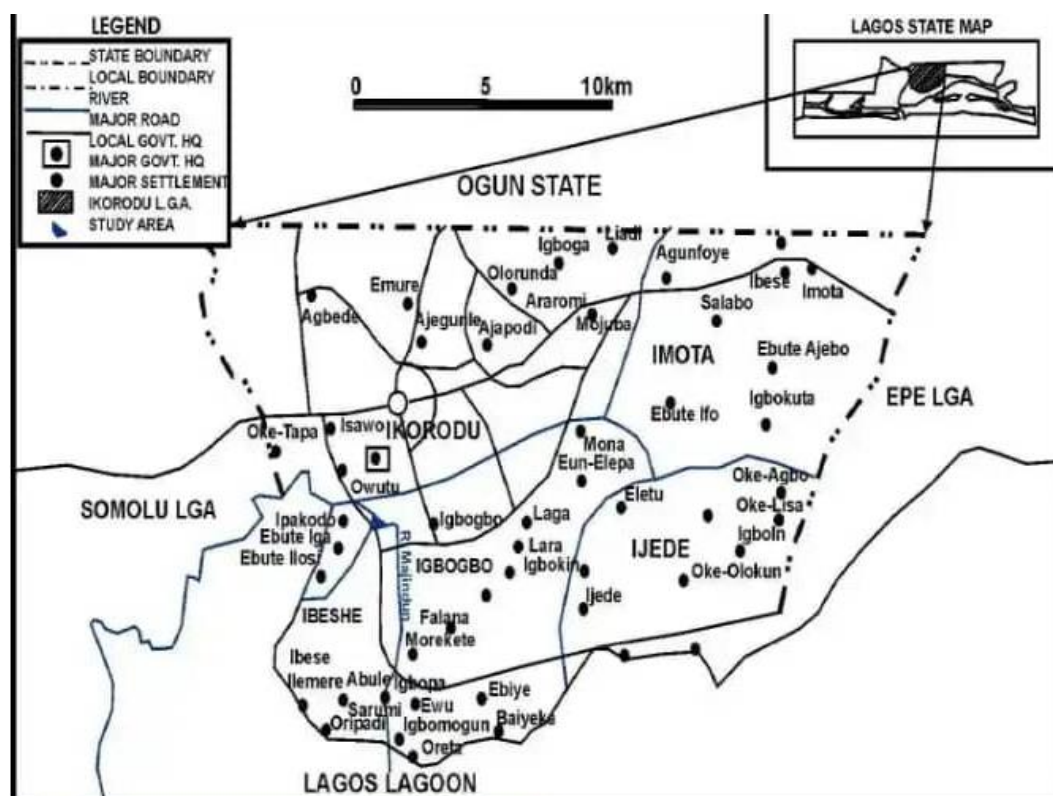 LEGEND
STATE BOUNDARY
LOCAL BOUNDARY
RIVER
MAJOR ROAD
LOCAL GOVT. HQ
MAJOR GOVT. HQ
MAJOR SETTLEMENT
IKORODU L.G.A.
STUDY AREA
0 5 10km
LAGOS STATE MAP
OGUN STATE
Liadi
Igboga
Agunfoye
Olorunda
Ibese
Imota
Emure
Araromi
Salabo
Agbede
Ajegunle
Ajapodi
Mojuba
IMOTA
Ebute Ajebo
EPE LGA
Igbokuta
Ebute Ifo
Isawo
IKORODU
Oke-Tapa
Mona
Eun-Elepa
Owutu
Oke-Agbo
SOMOLU LGA
Eletu
Oke-Lisa
Ipakodo
Igbogbo
Laga
Ebute Iga
Igboin
Lara
IJEDE
Ebute Ilosi
IGBOGBO
Igbokin
Oke-Olokun
R. Majindun
IBESHE
Ijede
Falana
Morekete
Ibese
Ilemere
Abule
Igbopa
Ebiye
Sarumi
Ewu
Oripadi
Igbomogun
Baiyeka
Oreta
LAGOS LAGOON